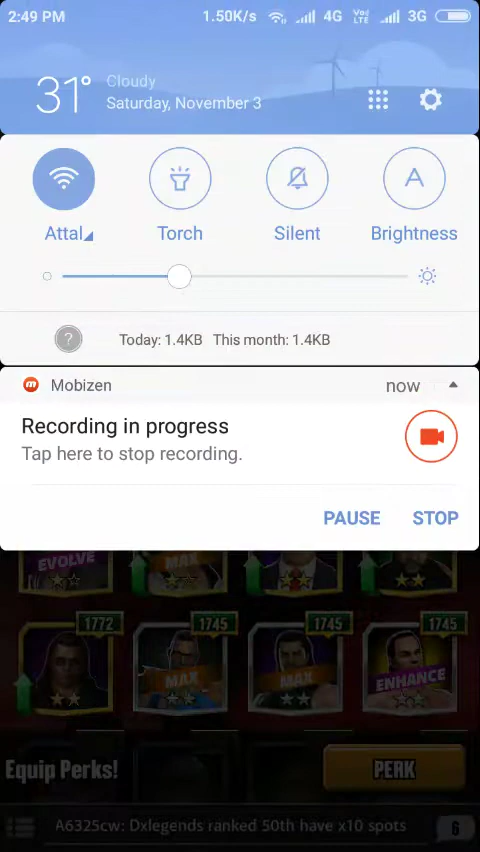 2:49 PM 1.50K/s 4G Vo) LTE 3G
31° Cloudy
Saturday, November 3
Attal Torch Silent Brightness
A
? Today: 1.4KB This month: 1.4KB
Mobizen now
Recording in progress
Tap here to stop recording.
PAUSE STOP
EVOLVE MAX
1772 1745 1745 1745
MAX MAX ENHANCE
Equip Perks! PERK
A6325cw: Dxlegends ranked 50th have x10 spots 6